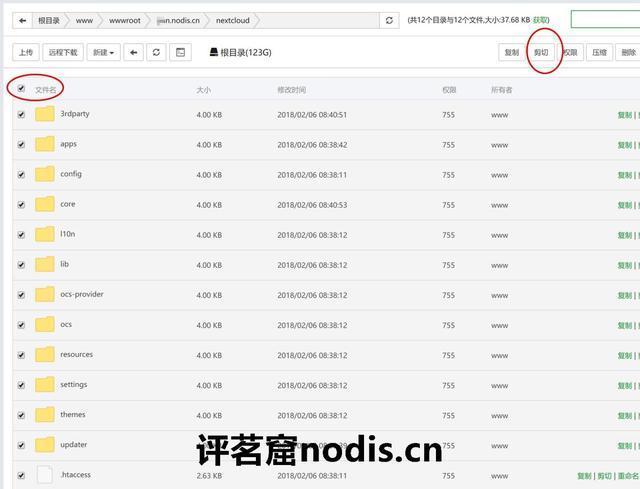 根目录 www wwwroot n.nodis.cn nextcloud (共12个目录与12个文件,大小:37.68 KB 获取)
上传 远程下载 新建 根目录(123G) 复制 剪切 权限 压缩 删除
文件名 大小 修改时间 权限 所有者
3rdparty 4.00 KB 2018/02/06 08:40:51 755 www 复制 |
apps 4.00 KB 2018/02/06 08:38:42 755 www 复制 |
config 4.00 KB 2018/02/06 08:38:11 755 www 复制 |
core 4.00 KB 2018/02/06 08:40:53 755 www 复制 |
l10n 4.00 KB 2018/02/06 08:38:12 755 www 复制 |
lib 4.00 KB 2018/02/06 08:38:12 755 www 复制 |
ocs-provider 4.00 KB 2018/02/06 08:38:12 755 www 复制 |
ocs 4.00 KB 2018/02/06 08:38:12 755 www 复制 |
resources 4.00 KB 2018/02/06 08:38:12 755 www 复制 |
settings 4.00 KB 2018/02/06 08:38:12 755 www 复制 |
themes 4.00 KB 2018/02/06 08:38:12 755 www 复制 |
updater 755 www 复制 |
评茗窟nodis.cn
.htaccess 2.63 KB 2018/02/06 08:38:11 755 www 复制 | 剪切 | 重命名